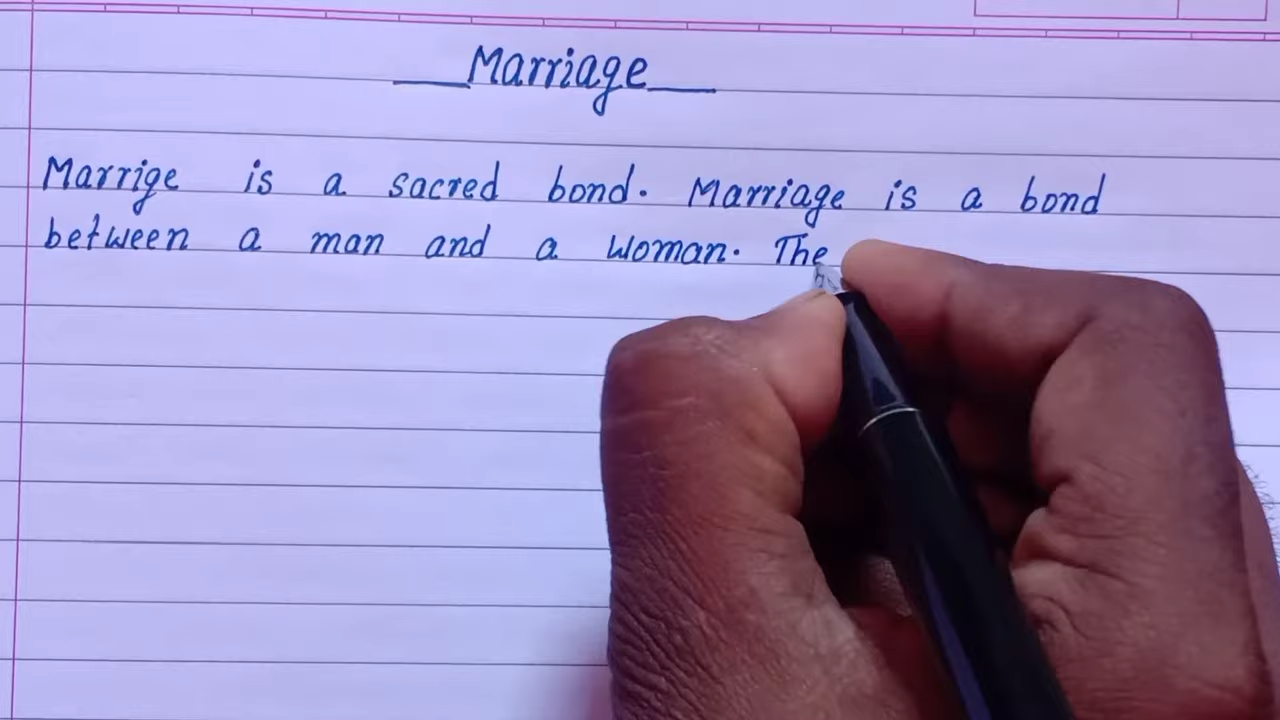 Marriage
Marrige is a sacred bond. Marriage is a bond
between a man and a woman. The